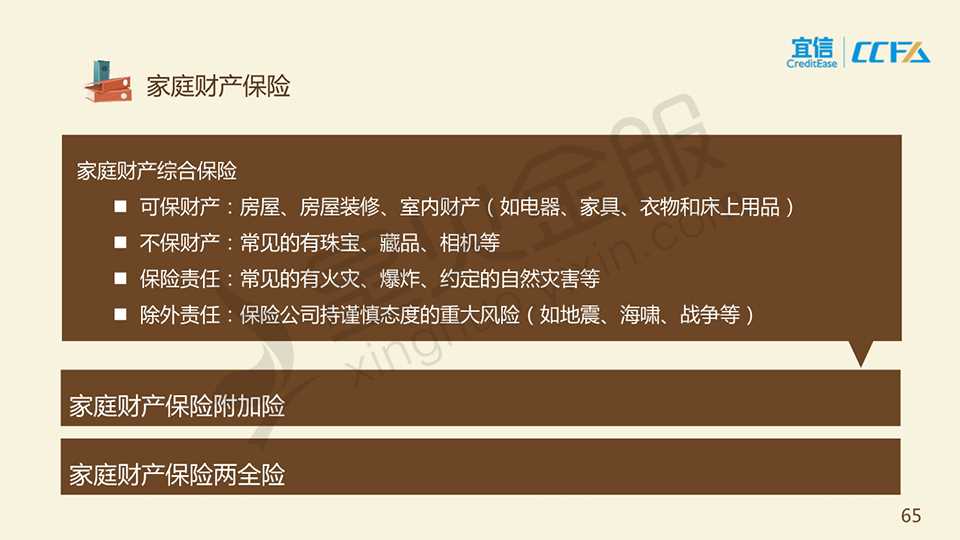 宜信
CreditEase
CCFA
家庭财产保险
家庭财产综合保险
■ 可保财产：房屋、房屋装修、室内财产（如电器、家具、衣物和床上用品）
■ 不保财产：常见的有珠宝、藏品、相机等
■ 保险责任：常见的有火灾、爆炸、约定的自然灾害等
■ 除外责任：保险公司持谨慎态度的重大风险（如地震、海啸、战争等）
家庭财产保险附加险
家庭财产保险两全险
65